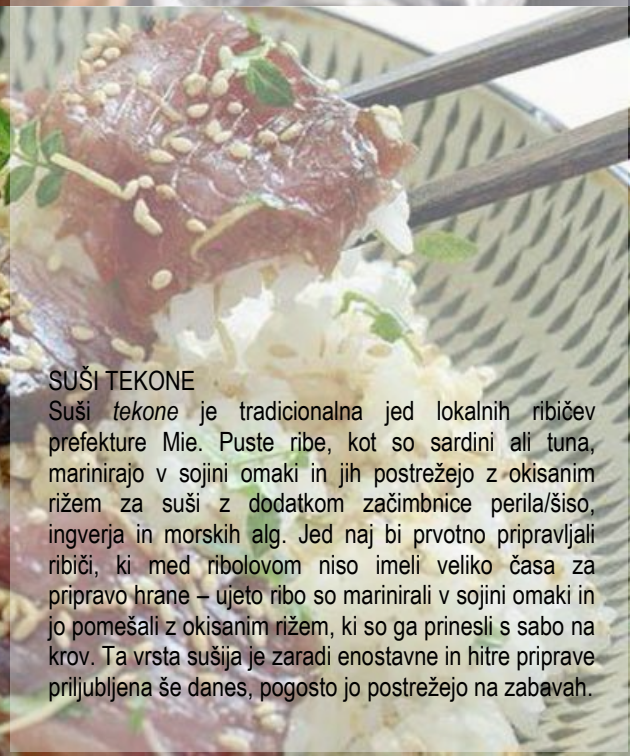 SUŠI TEKONE
Suši tekone je tradicionalna jed lokalnih ribičev
prefekture Mie. Puste ribe, kot so sardini ali tuna,
marinirajo v sojini omaki in jih postrežejo z okisanim
rižem za suši z dodatkom začimbnice perila/šiso,
ingverja in morskih alg. Jed naj bi prvotno pripravljali
ribiči, ki med ribolovom niso imeli veliko časa za
pripravo hrane – ujeto ribo so marinirali v sojini omaki in
jo pomešali z okisanim rižem, ki so ga prinesli s sabo na
krov. Ta vrsta sušija je zaradi enostavne in hitre priprave
priljubljena še danes, pogosto jo postrežejo na zabavah.